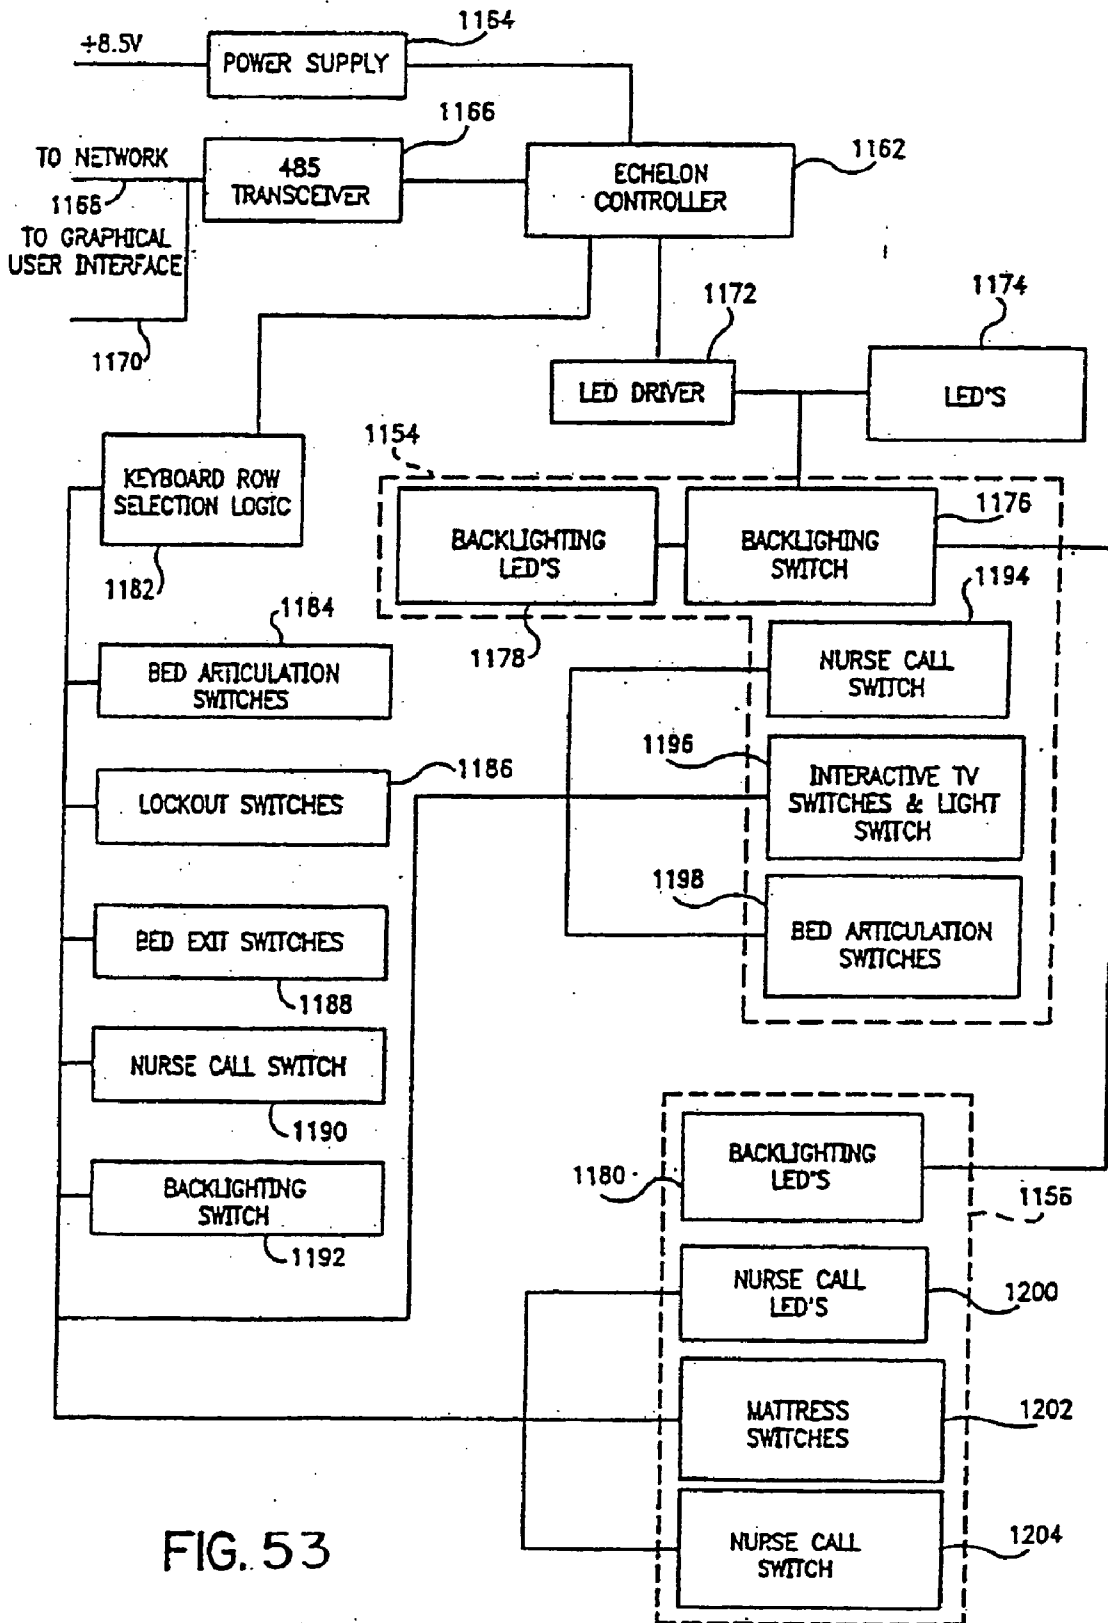 1164
+8.5V
POWER SUPPLY
1166
TO NETWORK
485
TRANSCEIVER
1162
ECHELON
CONTROLLER
1168
TO GRAPHICAL
USER INTERFACE
1170
1172
1174
LED DRIVER
LED"S
1154
KEYBOARD ROW
SELECTION LOGIC
1182
BACKLIGHTING
LED"S
BACKLIGHING
SWITCH
1176
1178
1194
1184
BED ARTICULATION
SWITCHES
NURSE CALL
SWITCH
1186
LOCKOUT SWITCHES
1196
INTERACTIVE TV
SWITCHES & LIGHT
SWITCH
1198
BED EXIT SWITCHES
1188
BED ARTICULATION
SWITCHES
NURSE CALL SWITCH
1190
BACKLIGHTING
SWITCH
1192
1180
BACKLIGHTING
LED'S
1156
NURSE CALL
LED'S
1200
MATTRESS
SWITCHES
1202
NURSE CALL
SWITCH
1204
FIG. 53